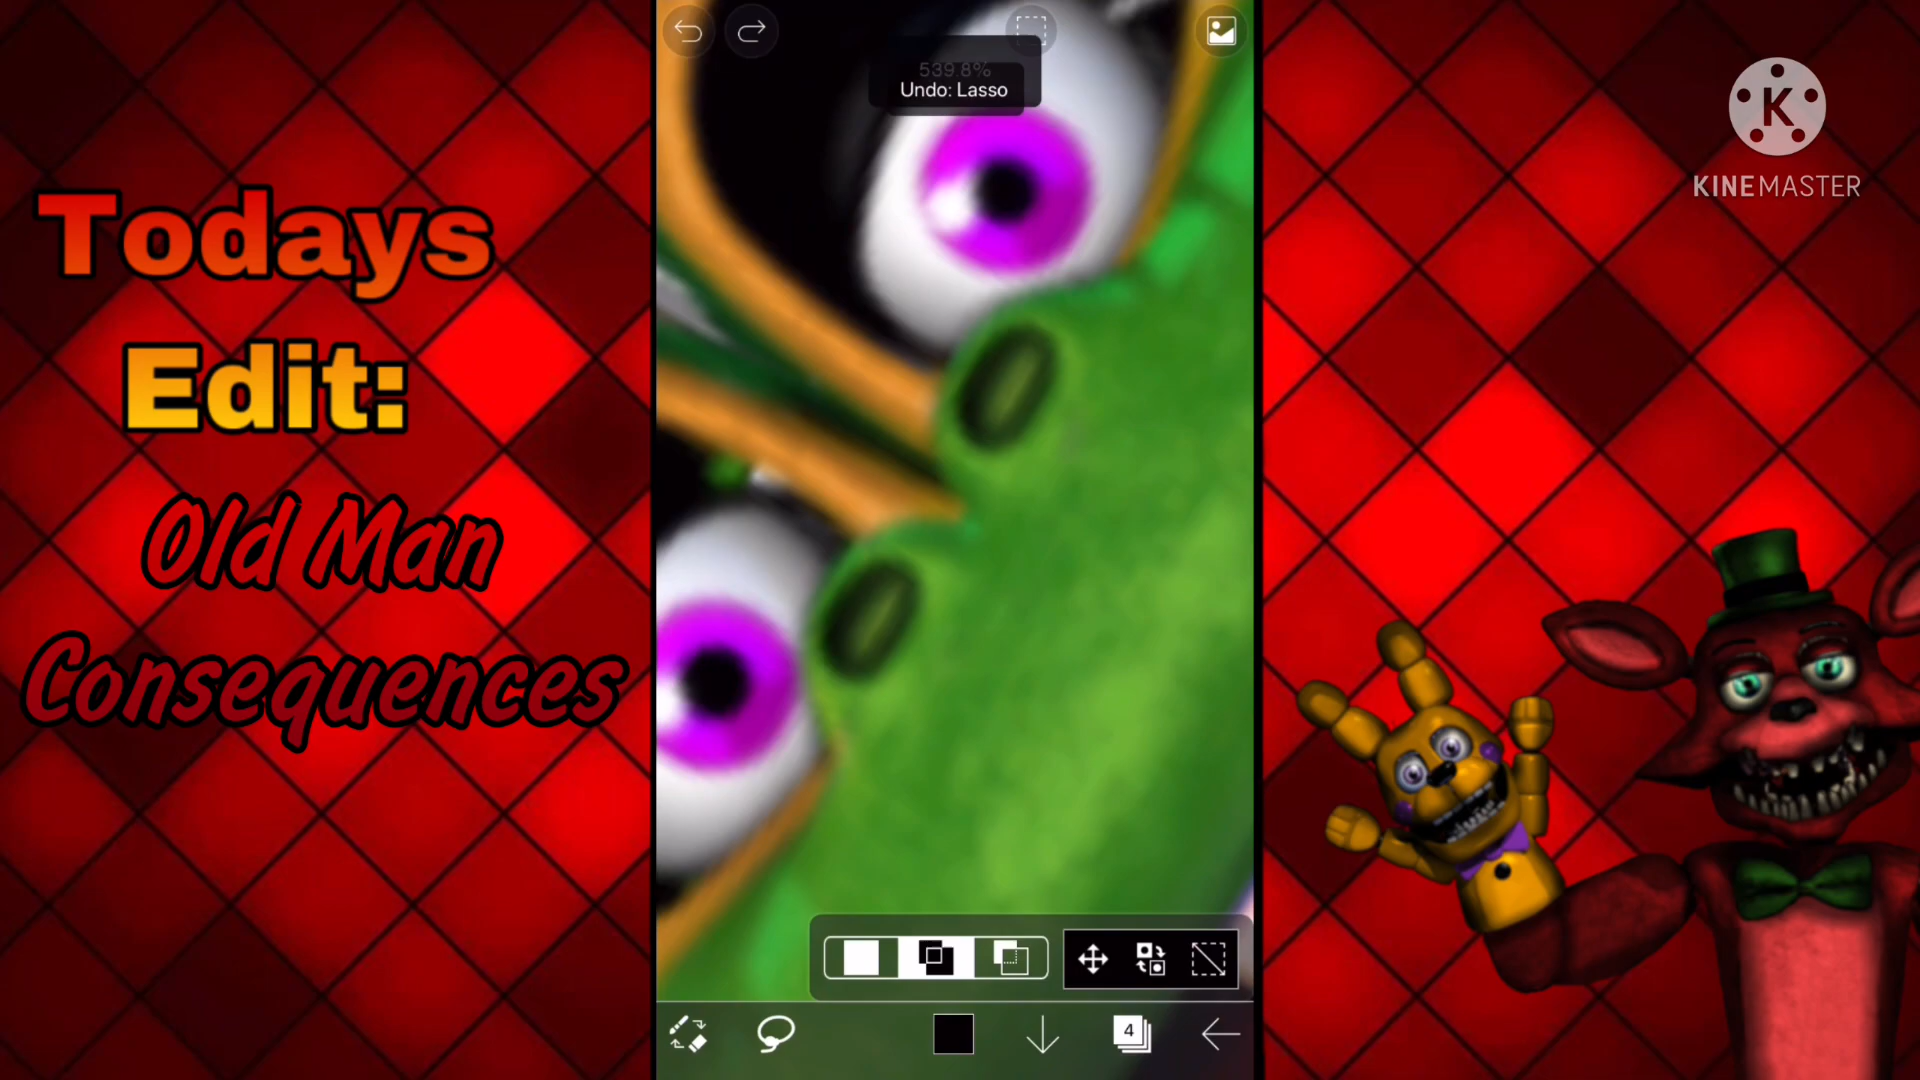 Todays
Edit:
Old Man
Consequences
539.8%
Undo: Lasso
4
K
KINEMASTER